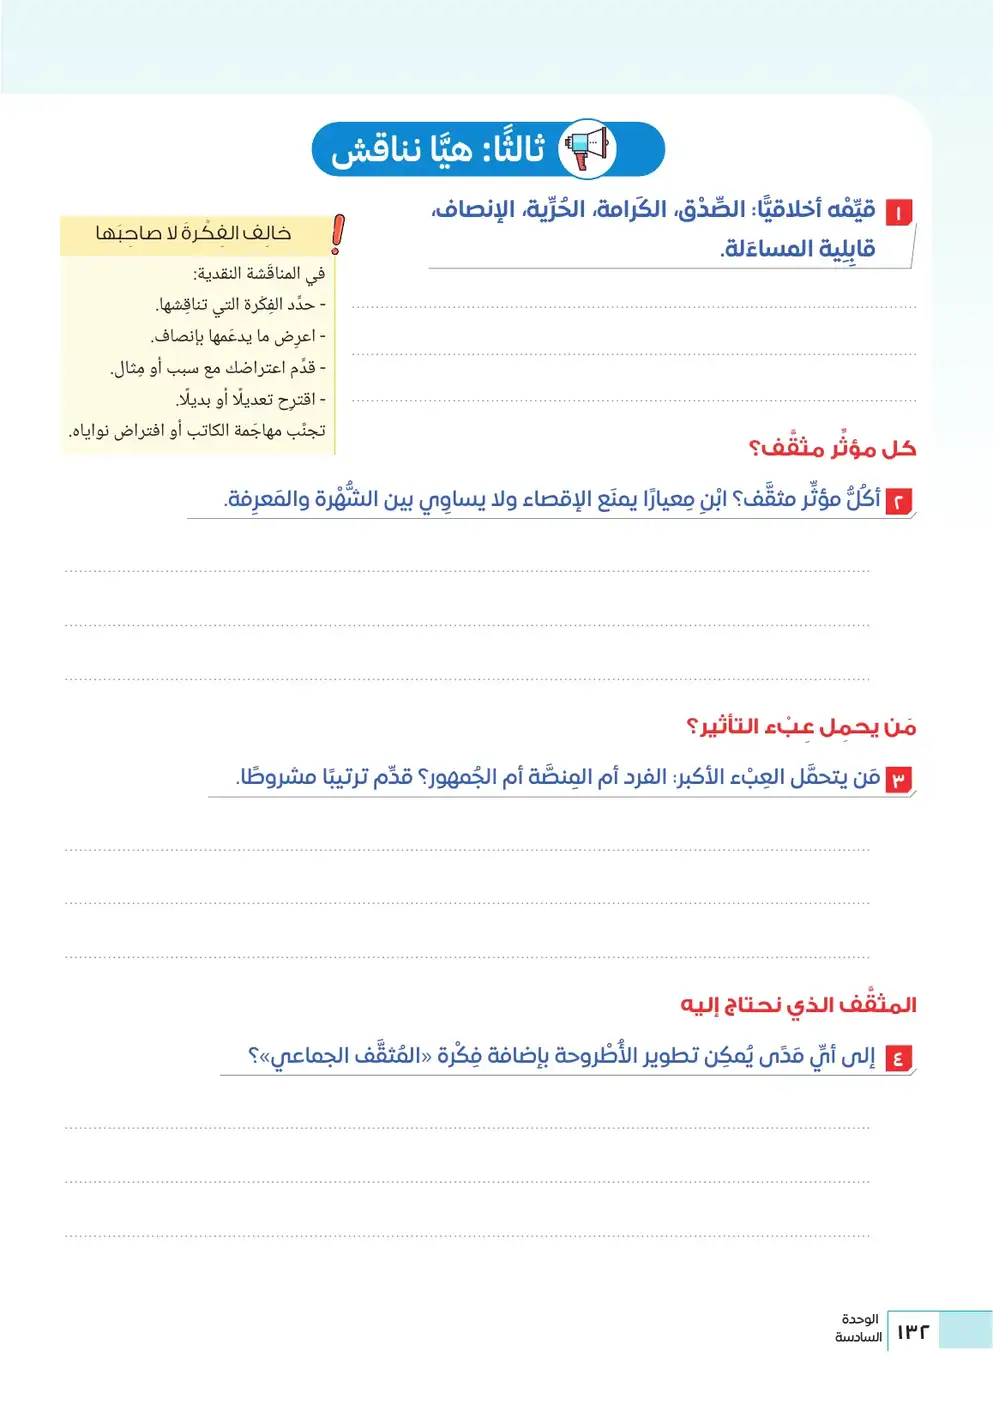 ثالثًا: هيَّا نناقش
١ قيِّمْه أخلاقيًّا: الصِّدْق، الكَرامة، الحُرِّية، الإنصاف،
قابِلِية المساءَلة.
خالِف الفِكْرةَ لا صاحِبَها
في المناقَشة النقدية:
- حدِّد الفِكْرة التي تناقِشها.
- اعرِض ما يدعَمها بإنصاف.
- قدِّم اعتراضك مع سبب أو مِثال.
- اقترِح تعديلًا أو بديلًا.
تجنَّب مهاجَمة الكاتب أو افتراض نواياه.
كل مؤثِّر مثقَّف؟
٢ أكُلُّ مؤثِّر مثقَّف؟ ابْنِ مِعيارًا يمنَع الإقصاء ولا يساوِي بين الشُّهْرة والمَعرِفة.
مَن يحمِل عِبْء التأثير؟
٣ مَن يتحمَّل العِبْء الأكبر: الفرد أم المِنصَّة أم الجُمهور؟ قدِّم ترتيبًا مشروطًا.
المثقَّف الذي نحتاج إليه
٤ إلى أيِّ مَدًى يُمكِن تطوير الأُطْروحة بإضافة فِكْرة «المُثقَّف الجماعي»؟
الوحدة
السادسة
١٣٢